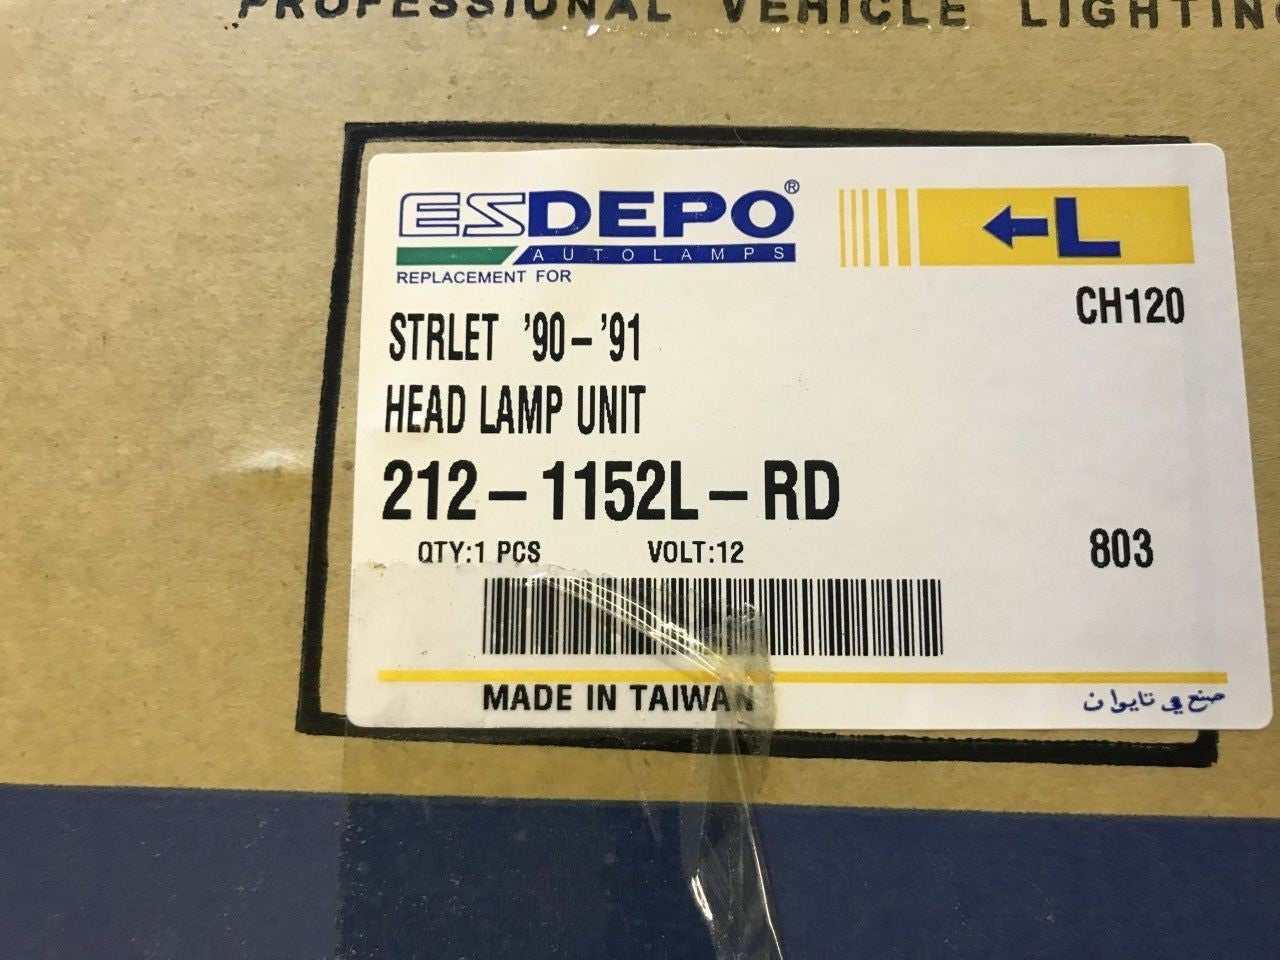 PROFESSIONAL VEHICLE LIGHTING
ESDEPO®
AUTOLAMPS
REPLACEMENT FOR
L
CH120
STRLET '90-'91
HEAD LAMP UNIT
212-1152L-RD
QTY:1 PCS VOLT:12
803
MADE IN TAIWAN
صنع في تايوان